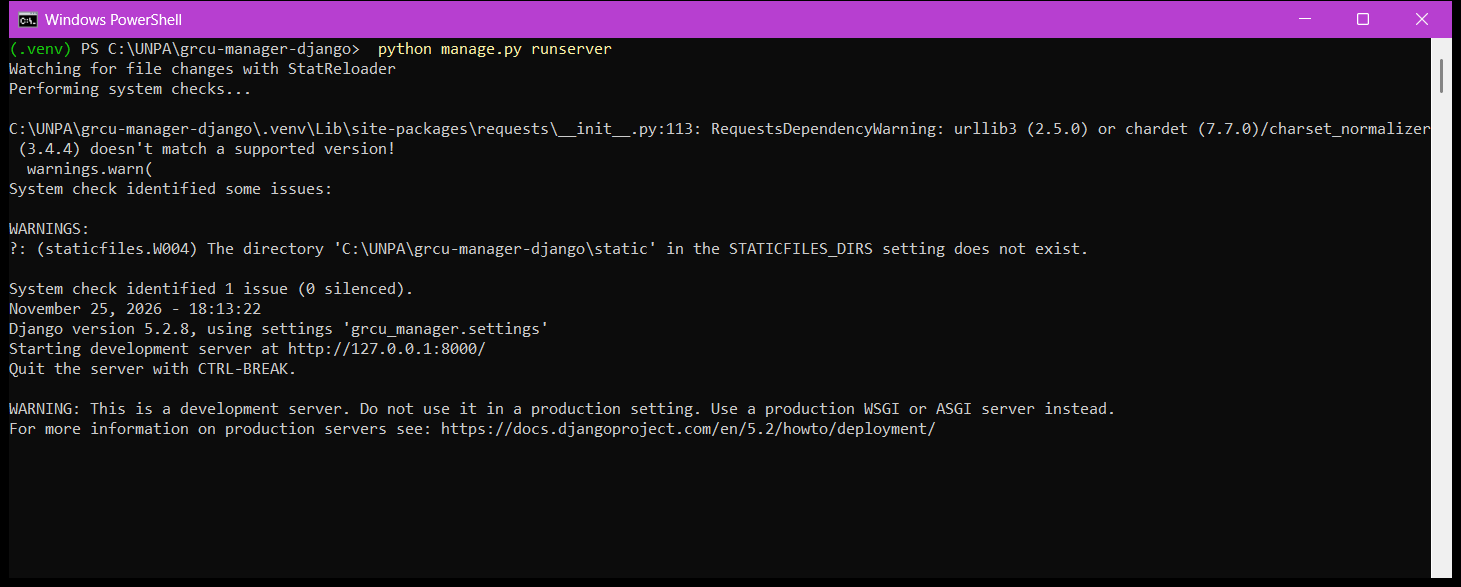 Windows PowerShell
(.venv) PS C:\UNPA\grcu-manager-django>  python manage.py runserver
Watching for file changes with StatReloader
Performing system checks...
C:\UNPA\grcu-manager-django\.venv\Lib\site-packages\requests\__init__.py:113: RequestsDependencyWarning: urllib3 (2.5.0) or chardet (7.7.0)/charset_normalizer
 (3.4.4) doesn't match a supported version!
  warnings.warn(
System check identified some issues:
WARNINGS:
?: (staticfiles.W004) The directory 'C:\UNPA\grcu-manager-django\static' in the STATICFILES_DIRS setting does not exist.
System check identified 1 issue (0 silenced).
November 25, 2026 - 18:13:22
Django version 5.2.8, using settings 'grcu_manager.settings'
Starting development server at http://127.0.0.1:8000/
Quit the server with CTRL-BREAK.
WARNING: This is a development server. Do not use it in a production setting. Use a production WSGI or ASGI server instead.
For more information on production servers see: https://docs.djangoproject.com/en/5.2/howto/deployment/